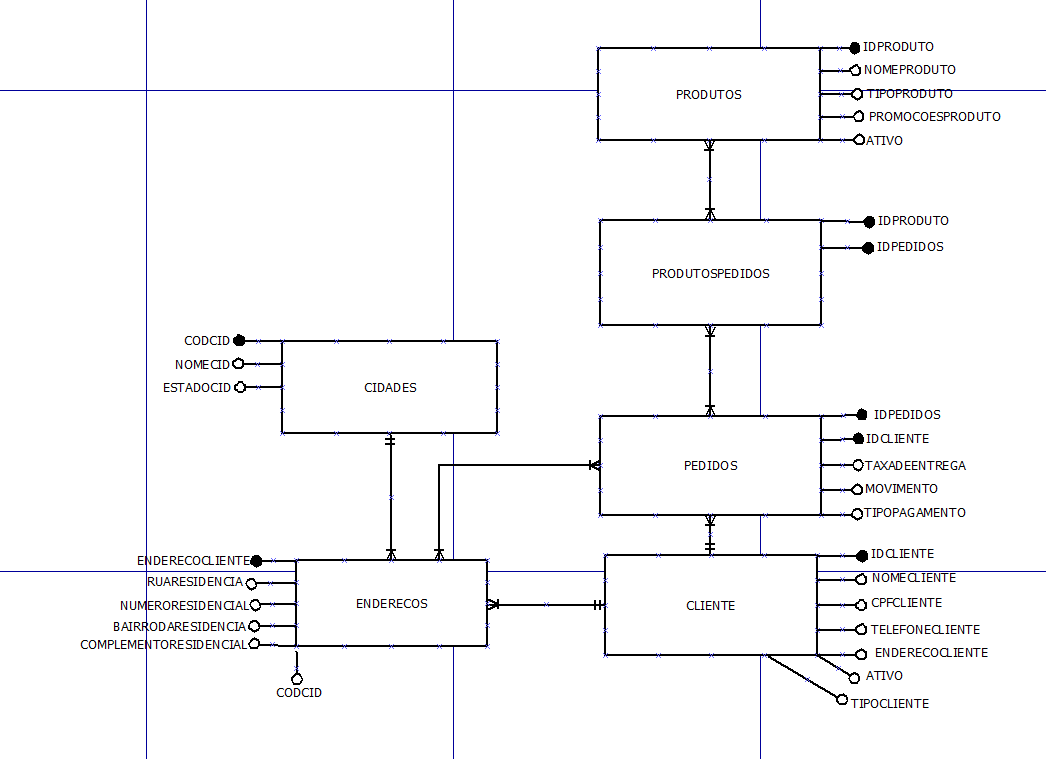 PRODUTOS
IDPRODUTO
NOMEPRODUTO
TIPOPRODUTO
PROMOCOESPRODUTO
ATIVO
PRODUTOSPEDIDOS
IDPRODUTO
IDPEDIDOS
CODCID
NOMECID
ESTADOCID
CIDADES
PEDIDOS
IDPEDIDOS
IDCLIENTE
TAXADEENTREGA
MOVIMENTO
TIPOPAGAMENTO
ENDERECOCLIENTE
RUARESIDENCIA
NUMERORESIDENCIAL
BAIRRODARESIDENCIA
COMPLEMENTORESIDENCIAL
CODCID
ENDERECOS
CLIENTE
IDCLIENTE
NOMECLIENTE
CPFCLIENTE
TELEFONECLIENTE
ENDERECOCLIENTE
ATIVO
TIPOCLIENTE